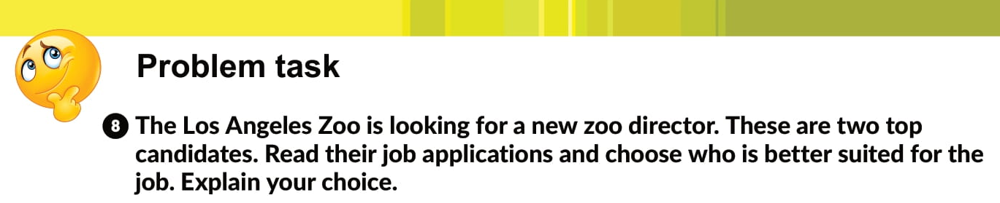 Problem task
8 The Los Angeles Zoo is looking for a new zoo director. These are two top
candidates. Read their job applications and choose who is better suited for the
job. Explain your choice.